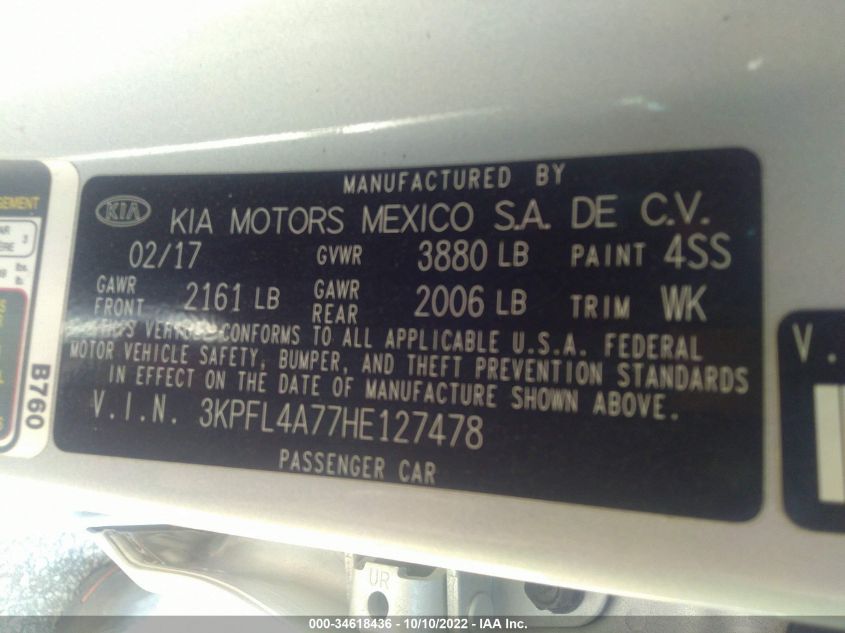 MANUFACTURED BY
KIA KIA MOTORS MEXICO S.A. DE C.V.
02/17 GVWR 3880 LB PAINT 4SS
GAWR FRONT 2161 LB GAWR REAR 2006 LB TRIM WK
THIS VEHICLE CONFORMS TO ALL APPLICABLE U.S.A. FEDERAL
MOTOR VEHICLE SAFETY, BUMPER, AND THEFT PREVENTION STANDARDS
IN EFFECT ON THE DATE OF MANUFACTURE SHOWN ABOVE.
V.I.N. 3KPFL4A77HE127478
PASSENGER CAR
B760
V.
UR
000-34618436 - 10/10/2022 - IAA Inc.